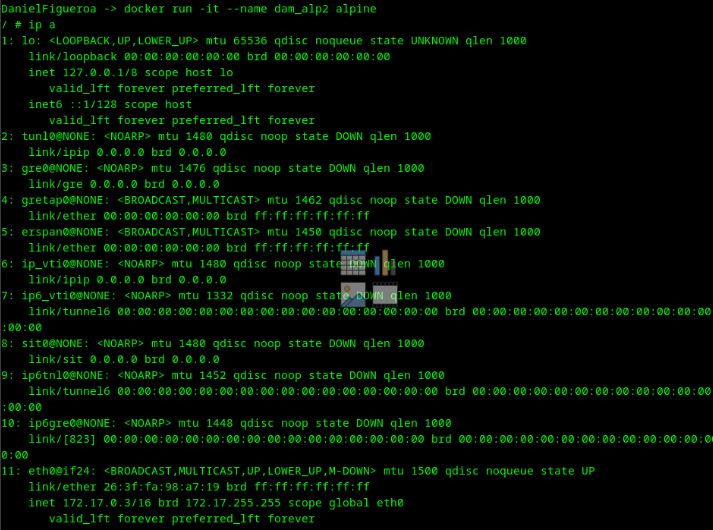 DanielFigueroa -> docker run -it --name dam_alp2 alpine
/ # ip a
1: lo: <LOOPBACK,UP,LOWER_UP> mtu 65536 qdisc noqueue state UNKNOWN qlen 1000
    link/loopback 00:00:00:00:00:00 brd 00:00:00:00:00:00
    inet 127.0.0.1/8 scope host lo
       valid_lft forever preferred_lft forever
    inet6 ::1/128 scope host
       valid_lft forever preferred_lft forever
2: tunl0@NONE: <NOARP> mtu 1480 qdisc noop state DOWN qlen 1000
    link/ipip 0.0.0.0 brd 0.0.0.0
3: gre0@NONE: <NOARP> mtu 1476 qdisc noop state DOWN qlen 1000
    link/gre 0.0.0.0 brd 0.0.0.0
4: gretap0@NONE: <BROADCAST,MULTICAST> mtu 1462 qdisc noop state DOWN qlen 1000
    link/ether 00:00:00:00:00:00 brd ff:ff:ff:ff:ff:ff
5: erspan0@NONE: <BROADCAST,MULTICAST> mtu 1450 qdisc noop state DOWN qlen 1000
    link/ether 00:00:00:00:00:00 brd ff:ff:ff:ff:ff:ff
6: ip_vti0@NONE: <NOARP> mtu 1480 qdisc noop state DOWN qlen 1000
    link/ipip 0.0.0.0 brd 0.0.0.0
7: ip6_vti0@NONE: <NOARP> mtu 1332 qdisc noop state DOWN qlen 1000
    link/tunnel6 00:00:00:00:00:00:00:00:00:00:00:00:00:00:00:00 brd 00:00:00:00:00:00:00:00:00:00:00:00
:00:00
8: sit0@NONE: <NOARP> mtu 1480 qdisc noop state DOWN qlen 1000
    link/sit 0.0.0.0 brd 0.0.0.0
9: ip6tnl0@NONE: <NOARP> mtu 1452 qdisc noop state DOWN qlen 1000
    link/tunnel6 00:00:00:00:00:00:00:00:00:00:00:00:00:00:00:00 brd 00:00:00:00:00:00:00:00:00:00:00:00
:00:00
10: ip6gre0@NONE: <NOARP> mtu 1448 qdisc noop state DOWN qlen 1000
    link/[823] 00:00:00:00:00:00:00:00:00:00:00:00:00:00:00:00 brd 00:00:00:00:00:00:00:00:00:00:00:00:00:0
0:00
11: eth0@if24: <BROADCAST,MULTICAST,UP,LOWER_UP,M-DOWN> mtu 1500 qdisc noqueue state UP
    link/ether 26:3f:fa:98:a7:19 brd ff:ff:ff:ff:ff:ff
    inet 172.17.0.3/16 brd 172.17.255.255 scope global eth0
       valid_lft forever preferred_lft forever